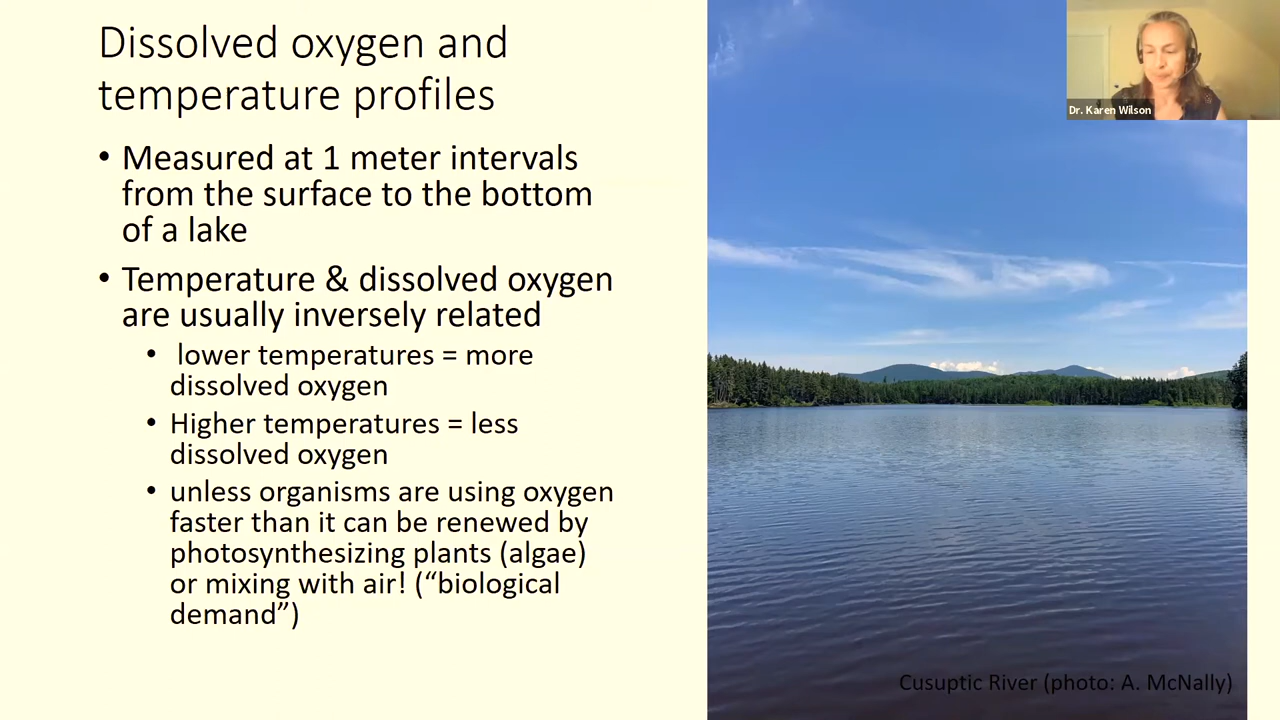 Dissolved oxygen and
temperature profiles
• Measured at 1 meter intervals
from the surface to the bottom
of a lake
• Temperature & dissolved oxygen
are usually inversely related
• lower temperatures = more
dissolved oxygen
• Higher temperatures = less
dissolved oxygen
• unless organisms are using oxygen
faster than it can be renewed by
photosynthesizing plants (algae)
or mixing with air! (“biological
demand”)
Dr. Karen Wilson
Cusuptic River (photo: A. McNally)